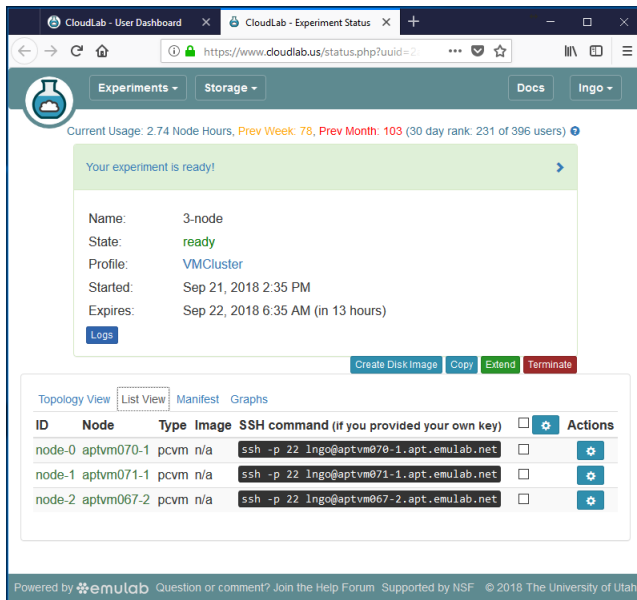 CloudLab - User Dashboard
CloudLab - Experiment Status
https://www.cloudlab.us/status.php?uuid=2
Experiments
Storage
Docs
lngo
Current Usage: 2.74 Node Hours, Prev Week: 78, Prev Month: 103 (30 day rank: 231 of 396 users)
Your experiment is ready!
Name: 3-node
State: ready
Profile: VMCluster
Started: Sep 21, 2018 2:35 PM
Expires: Sep 22, 2018 6:35 AM (in 13 hours)
Logs
Create Disk Image Copy Extend Terminate
Topology View List View Manifest Graphs
ID Node Type Image SSH command (if you provided your own key) Actions
node-0 aptvm070-1 pcvm n/a ssh -p 22 lngo@aptvm070-1.apt.emulab.net
node-1 aptvm071-1 pcvm n/a ssh -p 22 lngo@aptvm071-1.apt.emulab.net
node-2 aptvm067-2 pcvm n/a ssh -p 22 lngo@aptvm067-2.apt.emulab.net
Powered by emulab Question or comment? Join the Help Forum Supported by NSF © 2018 The University of Utah